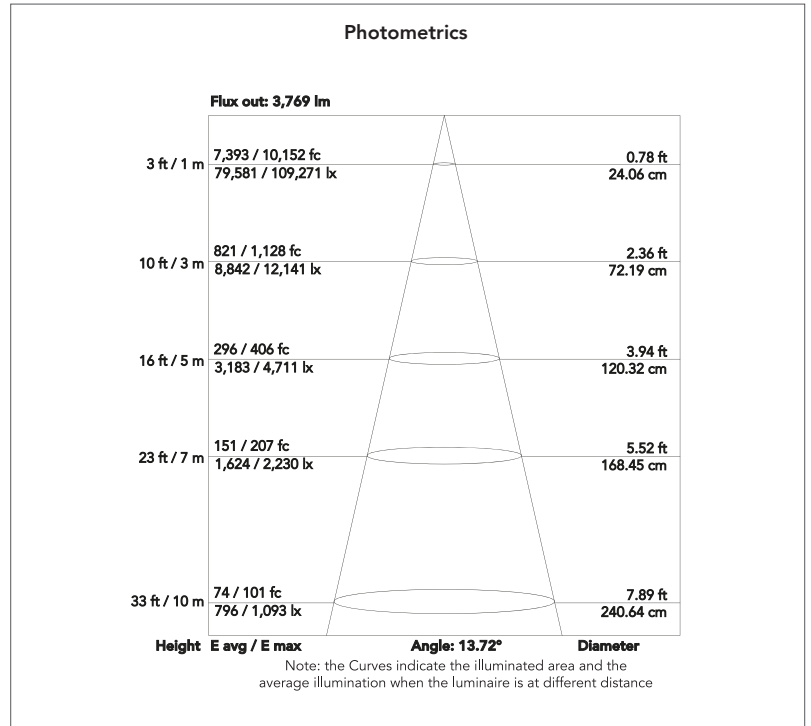 Photometrics
Flux out: 3,769 lm
3 ft / 1 m
7,393 / 10,152 fc
79,581 / 109,271 lx
0.78 ft
24.06 cm
10 ft / 3 m
821 / 1,128 fc
8,842 / 12,141 lx
2.36 ft
72.19 cm
16 ft / 5 m
296 / 406 fc
3,183 / 4,711 lx
3.94 ft
120.32 cm
23 ft / 7 m
151 / 207 fc
1,624 / 2,230 lx
5.52 ft
168.45 cm
33 ft / 10 m
74 / 101 fc
796 / 1,093 lx
7.89 ft
240.64 cm
Height E avg / E max Angle: 13.72° Diameter
Note: the Curves indicate the illuminated area and the
average illumination when the luminaire is at different distance